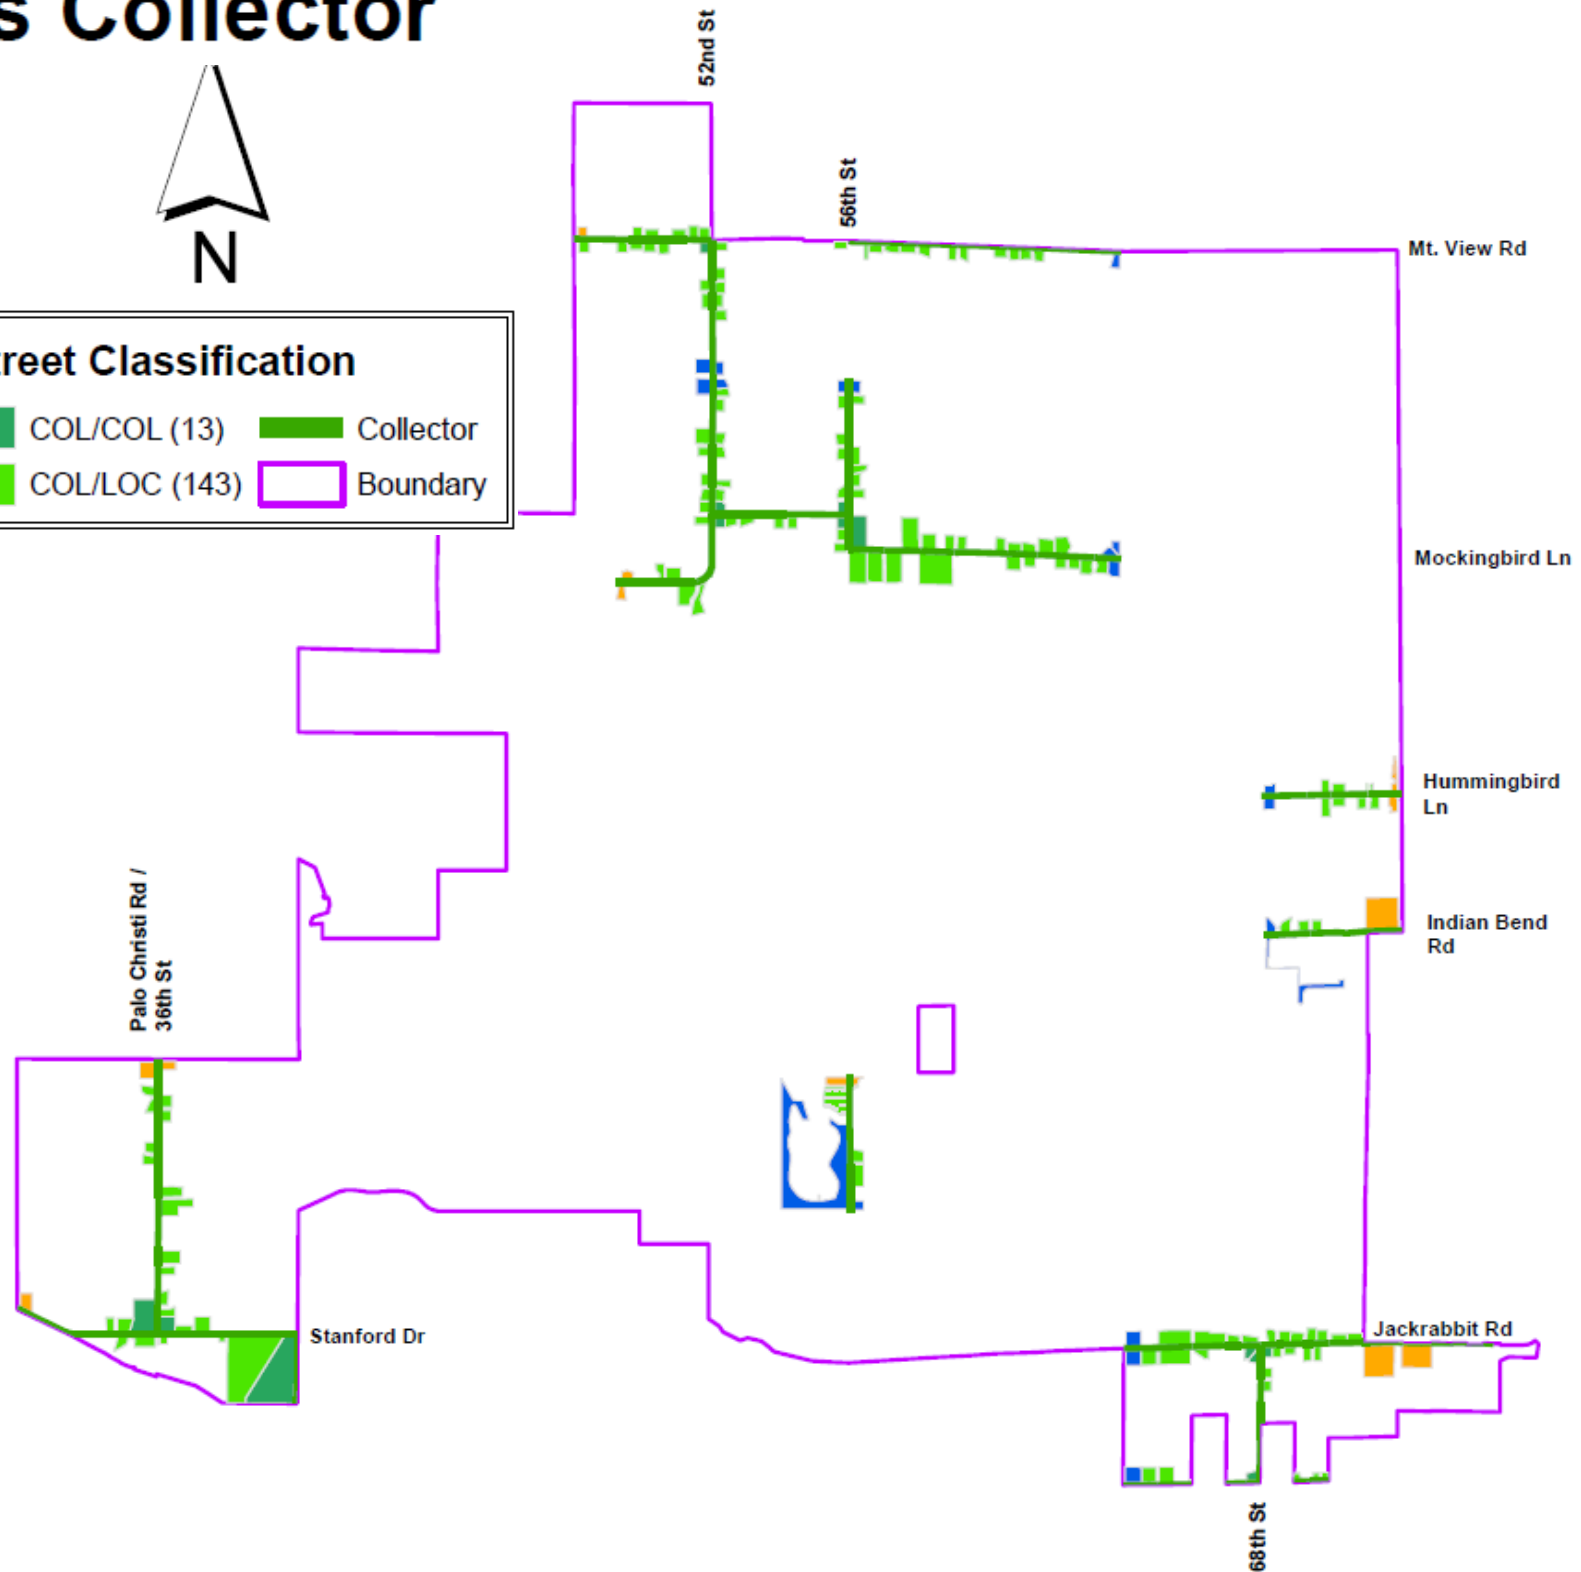 s Collector
52nd St
56th St
N
Mt. View Rd
treet Classification
COL/COL (13)
Collector
COL/LOC (143)
Boundary
Mockingbird Ln
Hummingbird
Ln
Palo Christi Rd /
36th St
Indian Bend
Rd
Stanford Dr
Jackrabbit Rd
68th St